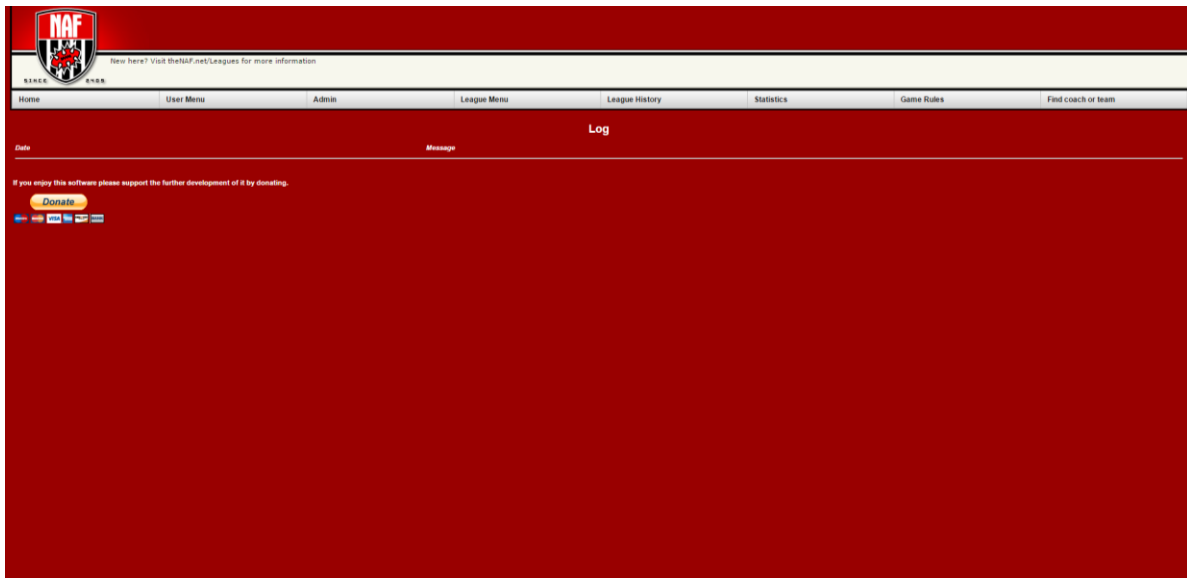 NAF
New here? Visit theNAF.net/Leagues for more information
SINCE
Home User Menu Admin League Menu League History Statistics Game Rules Find coach or team
Log
Date Message
If you enjoy this software please support the further development of it by donating.
Donate
VISA